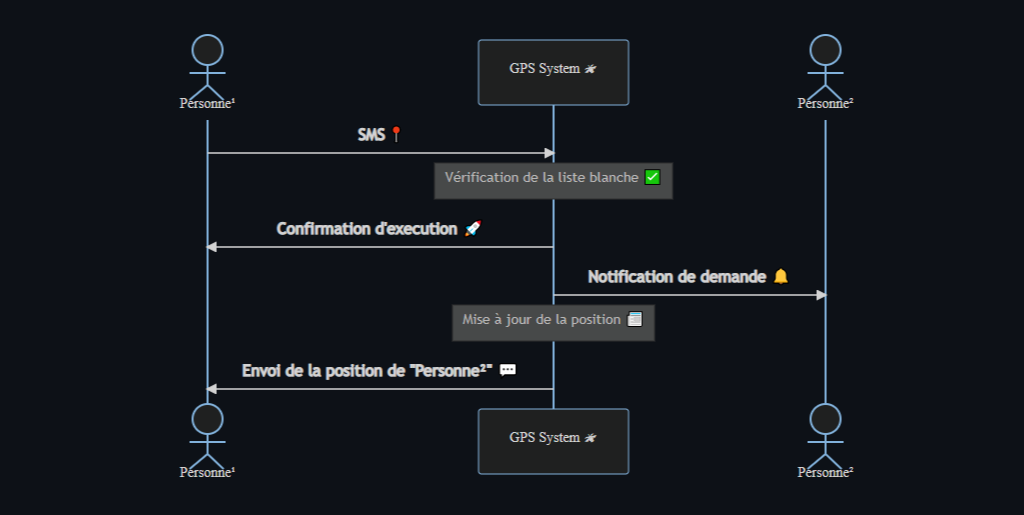 Personne¹
GPS System 🛰
Personne²
SMS 📍
Vérification de la liste blanche ✅
Confirmation d'execution 🚀
Notification de demande 🔔
Mise à jour de la position 📰
Envoi de la position de "Personne²" 💬
Personne¹
GPS System 🛰
Personne²